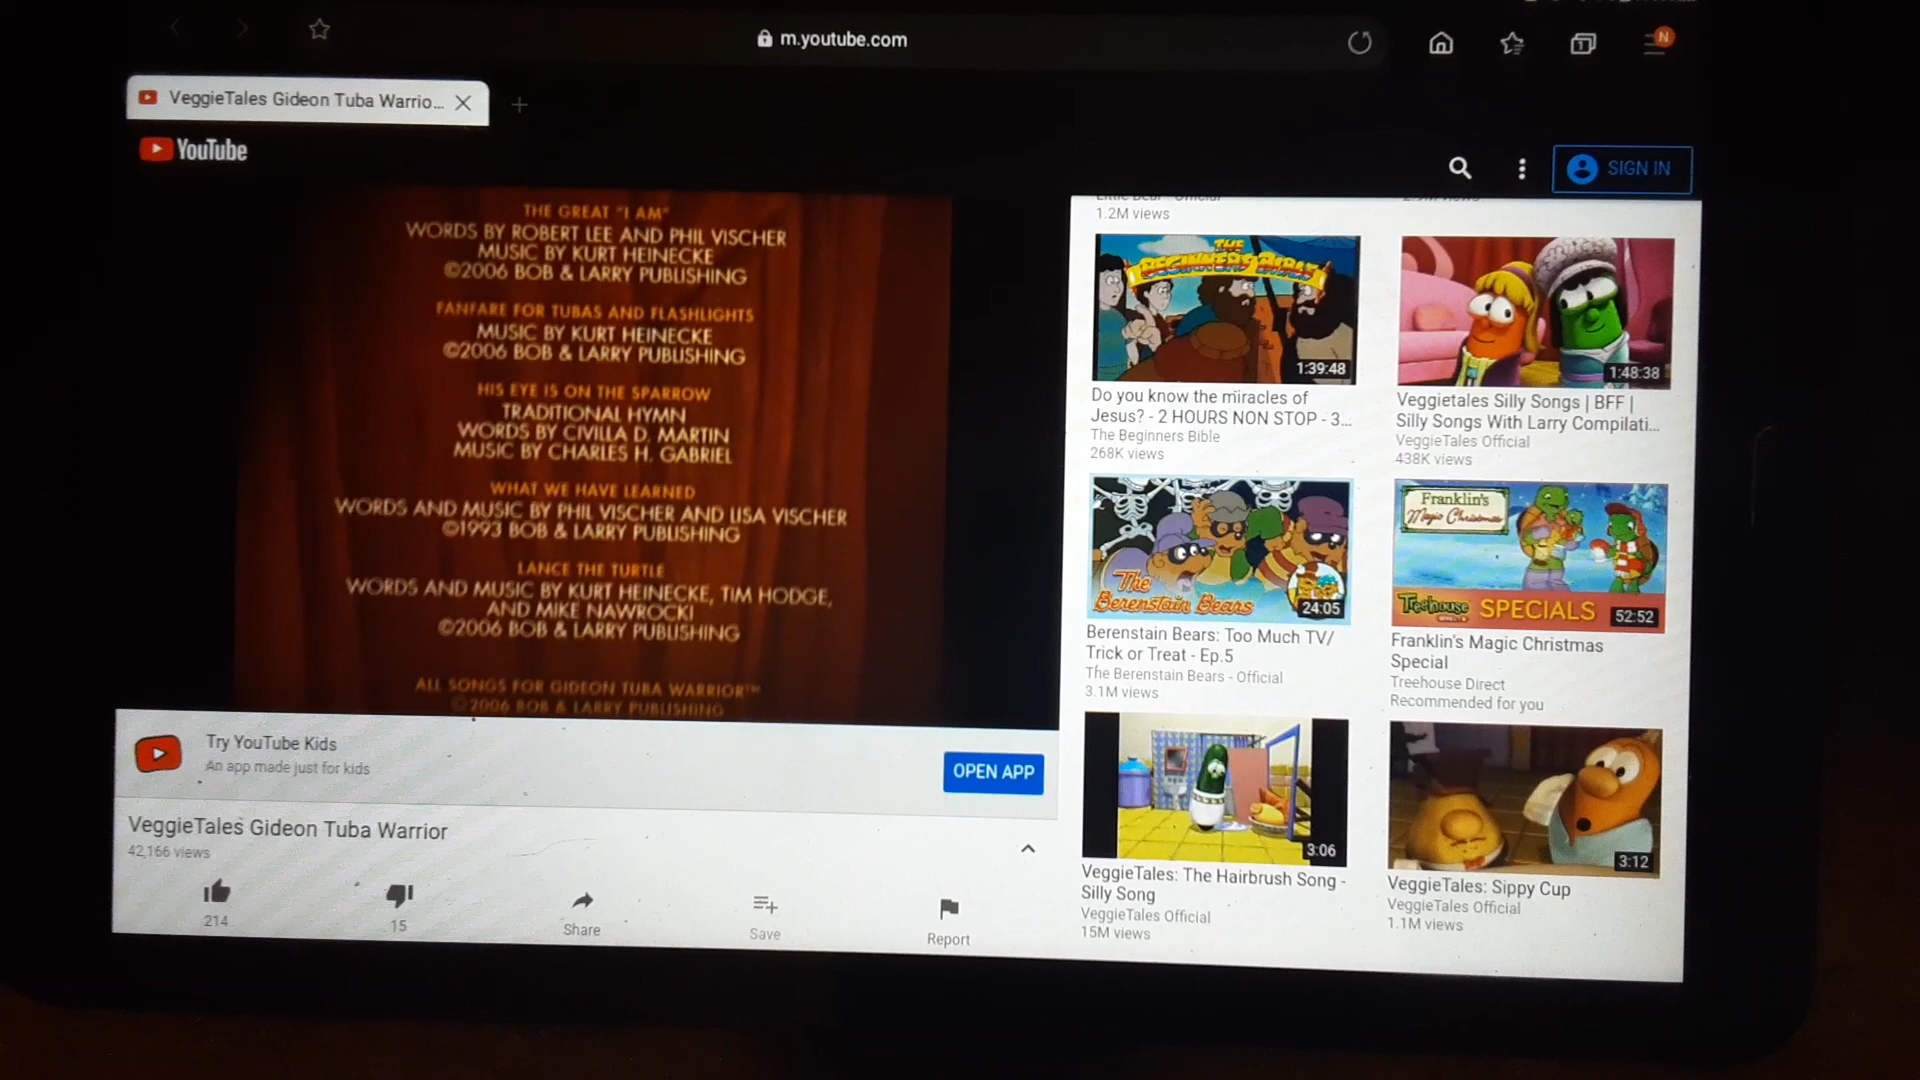 m.youtube.com
1
N
VeggieTales Gideon Tuba Warrio...
YouTube
SIGN IN
THE GREAT "I AM"
WORDS BY ROBERT LEE AND PHIL VISCHER
MUSIC BY KURT HEINECKE
©2006 BOB & LARRY PUBLISHING
FANFARE FOR TUBAS AND FLASHLIGHTS
MUSIC BY KURT HEINECKE
©2006 BOB & LARRY PUBLISHING
HIS EYE IS ON THE SPARROW
TRADITIONAL HYMN
WORDS BY CIVILLA D. MARTIN
MUSIC BY CHARLES H. GABRIEL
WHAT WE HAVE LEARNED
WORDS AND MUSIC BY PHIL VISCHER AND LISA VISCHER
©1993 BOB & LARRY PUBLISHING
LANCE THE TURTLE
WORDS AND MUSIC BY KURT HEINECKE, TIM HODGE,
AND MIKE NAWROCKI
©2006 BOB & LARRY PUBLISHING
ALL SONGS FOR GIDEON TUBA WARRIOR™
©2006 BOB & LARRY PUBLISHING
Try YouTube Kids
An app made just for kids
OPEN APP
VeggieTales Gideon Tuba Warrior
42,166 views
214
15
Share
Save
Report
Little Bear - Official
1.2M views
THE
BEGINNERS BIBLE
1:39:48
Do you know the miracles of
Jesus? - 2 HOURS NON STOP - 3...
The Beginners Bible
268K views
1:48:38
Veggietales Silly Songs | BFF |
Silly Songs With Larry Compilati...
VeggieTales Official
438K views
The
Berenstain Bears
24:05
Berenstain Bears: Too Much TV/
Trick or Treat - Ep.5
The Berenstain Bears - Official
3.1M views
Franklin's
Magic Christmas
Treehouse
SPECIALS
52:52
Franklin's Magic Christmas
Special
Treehouse Direct
Recommended for you
3:06
VeggieTales: The Hairbrush Song -
Silly Song
VeggieTales Official
15M views
3:12
VeggieTales: Sippy Cup
VeggieTales Official
1.1M views